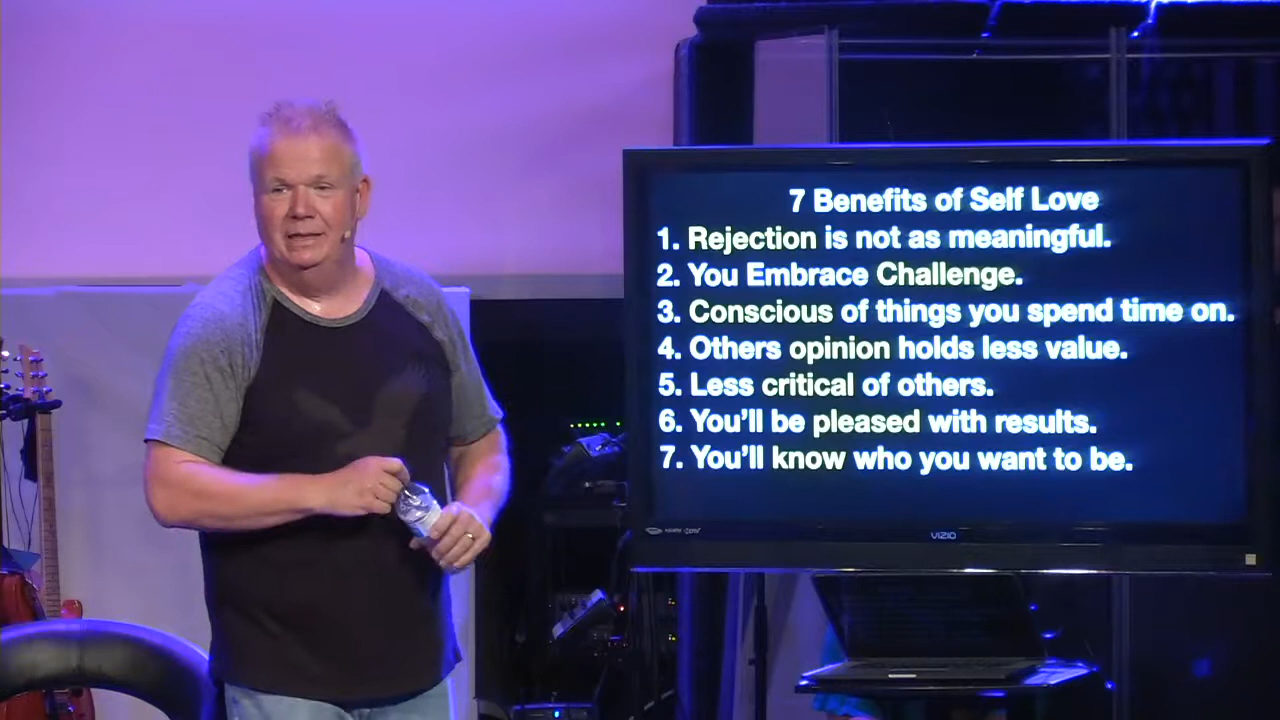 7 Benefits of Self Love
1. Rejection is not as meaningful.
2. You Embrace Challenge.
3. Conscious of things you spend time on.
4. Others opinion holds less value.
5. Less critical of others.
6. You'll be pleased with results.
7. You'll know who you want to be.
VIZIO